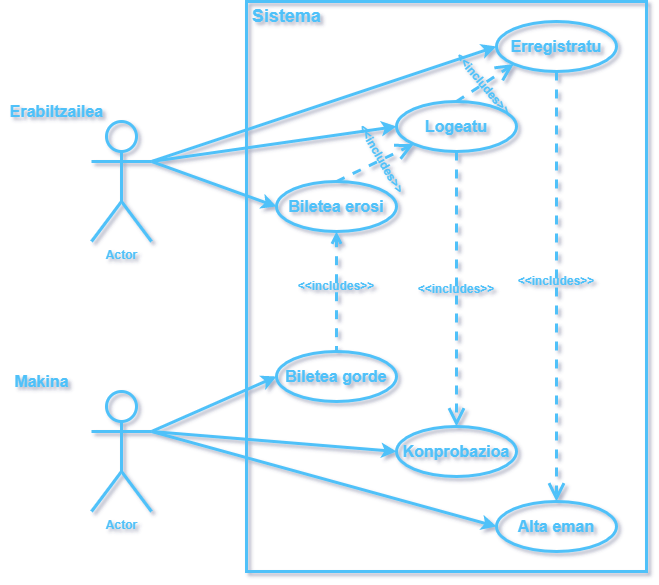 Sistema
Erregistratu
<<includes>>
Erabiltzailea
Logeatu
<<includes>>
Biletea erosi
Actor
<<includes>>
<<includes>>
<<includes>>
Makina
Biletea gorde
Konprobazioa
Actor
Alta eman